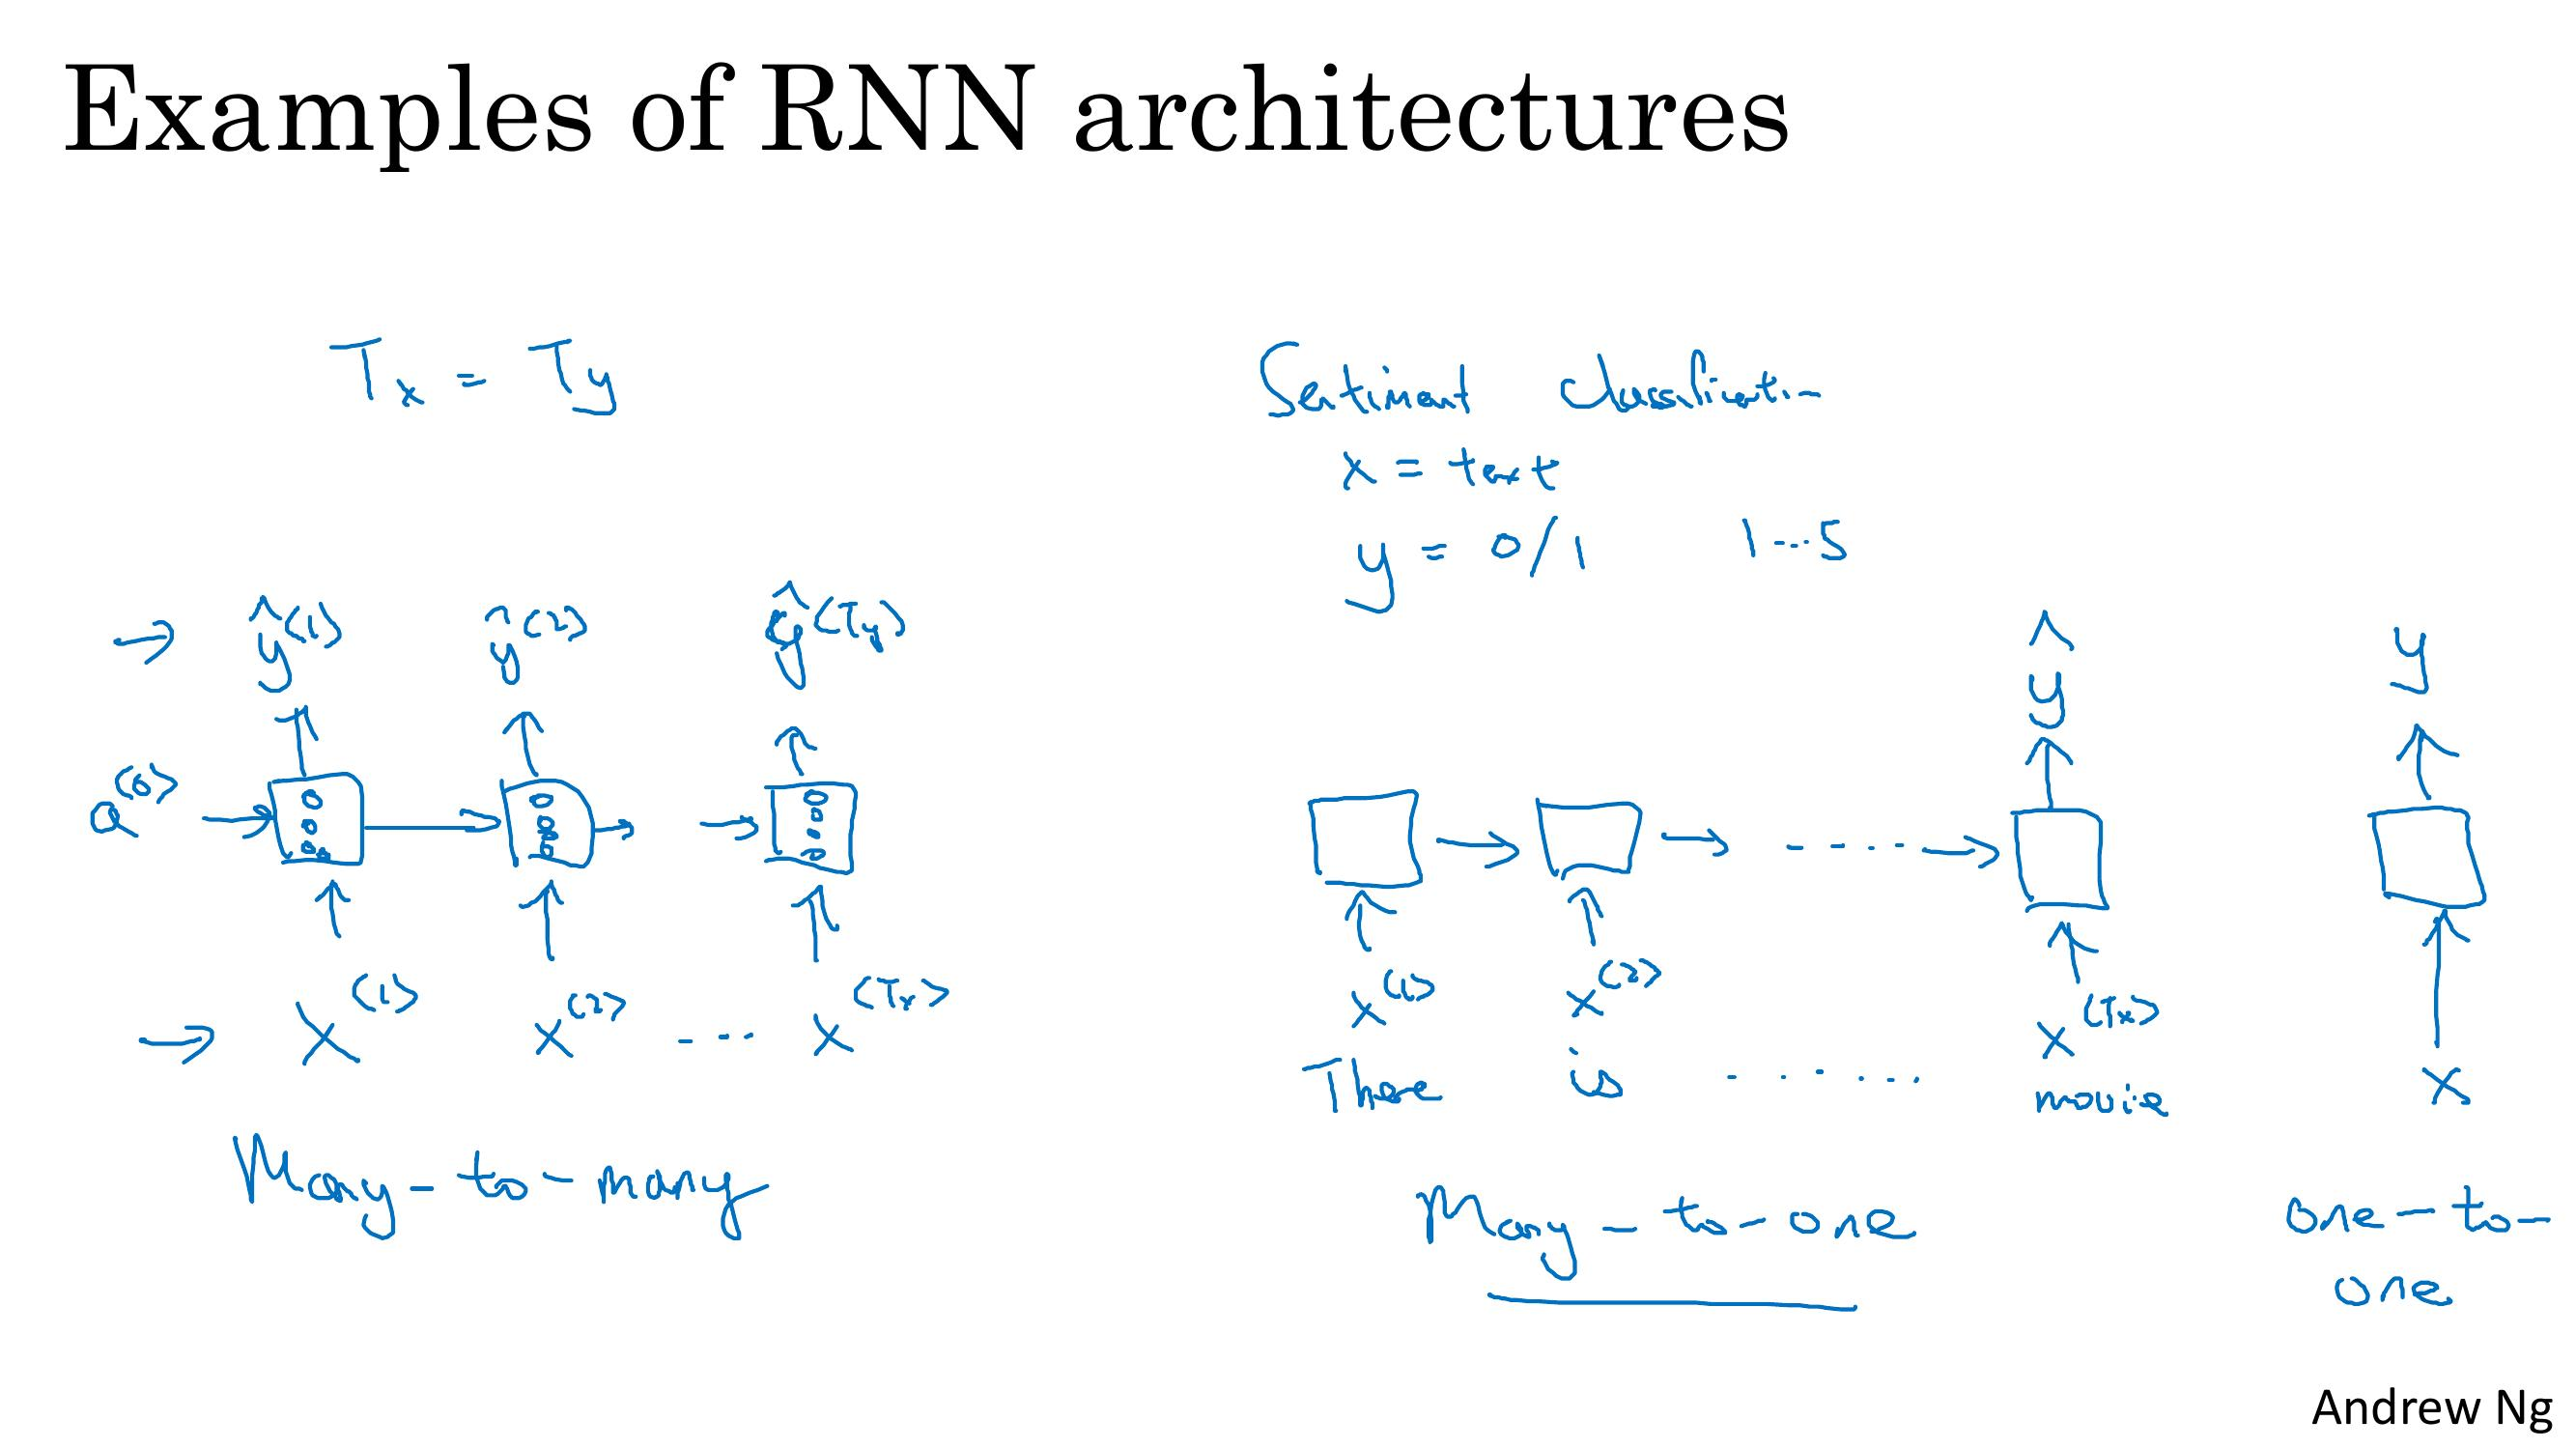 Examples of RNN architectures
Tx = Ty
ŷ<1> ŷ<2> ŷ<Ty>
a<0>
x<1> x<2> ... x<Tx>
Many-to-many
Sentiment Classification
x = text
y = 0/1 1...5
ŷ
x<1> x<2> x<Tx>
There is ...... movie
Many-to-one
y
x
one-to-
one
Andrew Ng